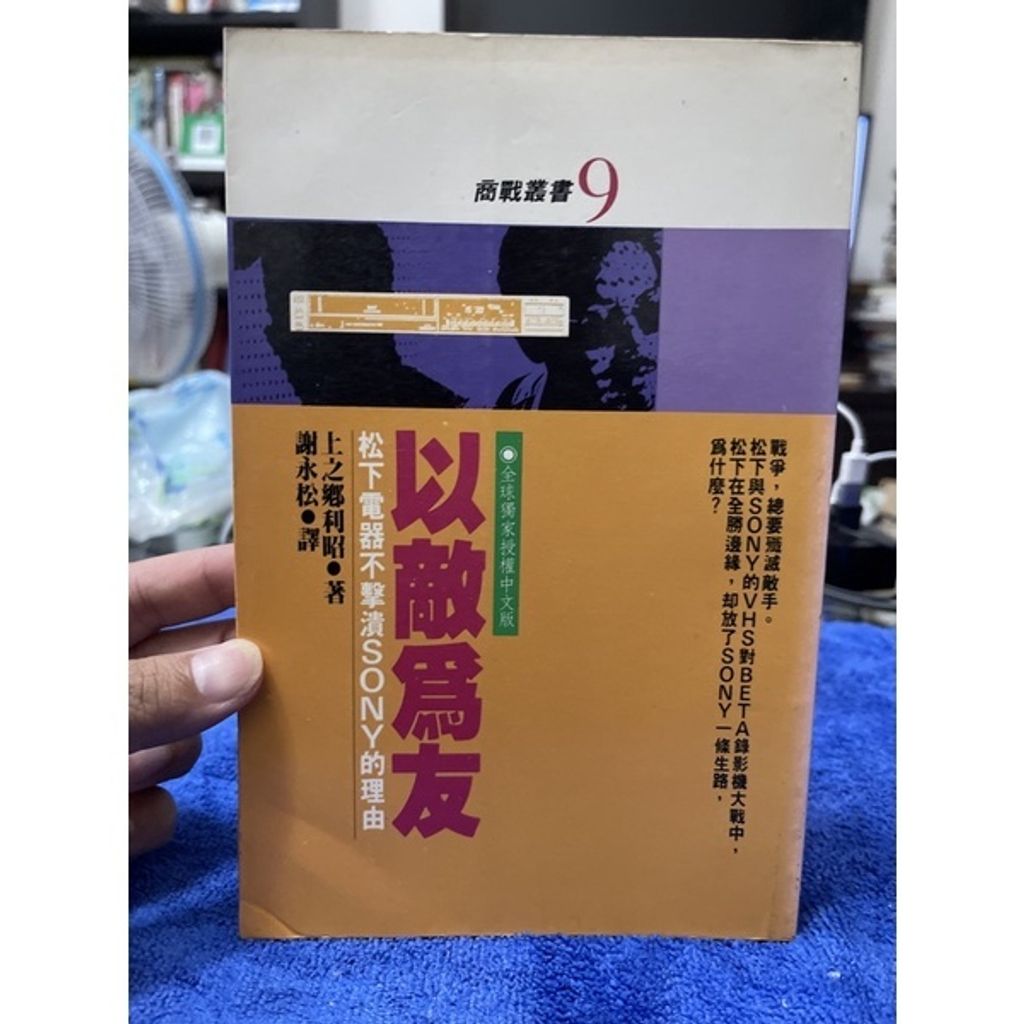 商戰叢書9
戰爭，總要殲滅敵手。
松下與SONY的VHS對BETA錄影機大戰中，
松下在全勝邊緣，却放了SONY一條生路，
爲什麼？
全球獨家授權中文版
以敵爲友
松下電器不擊潰SONY的理由
上之鄉利昭●著
謝永松●譯